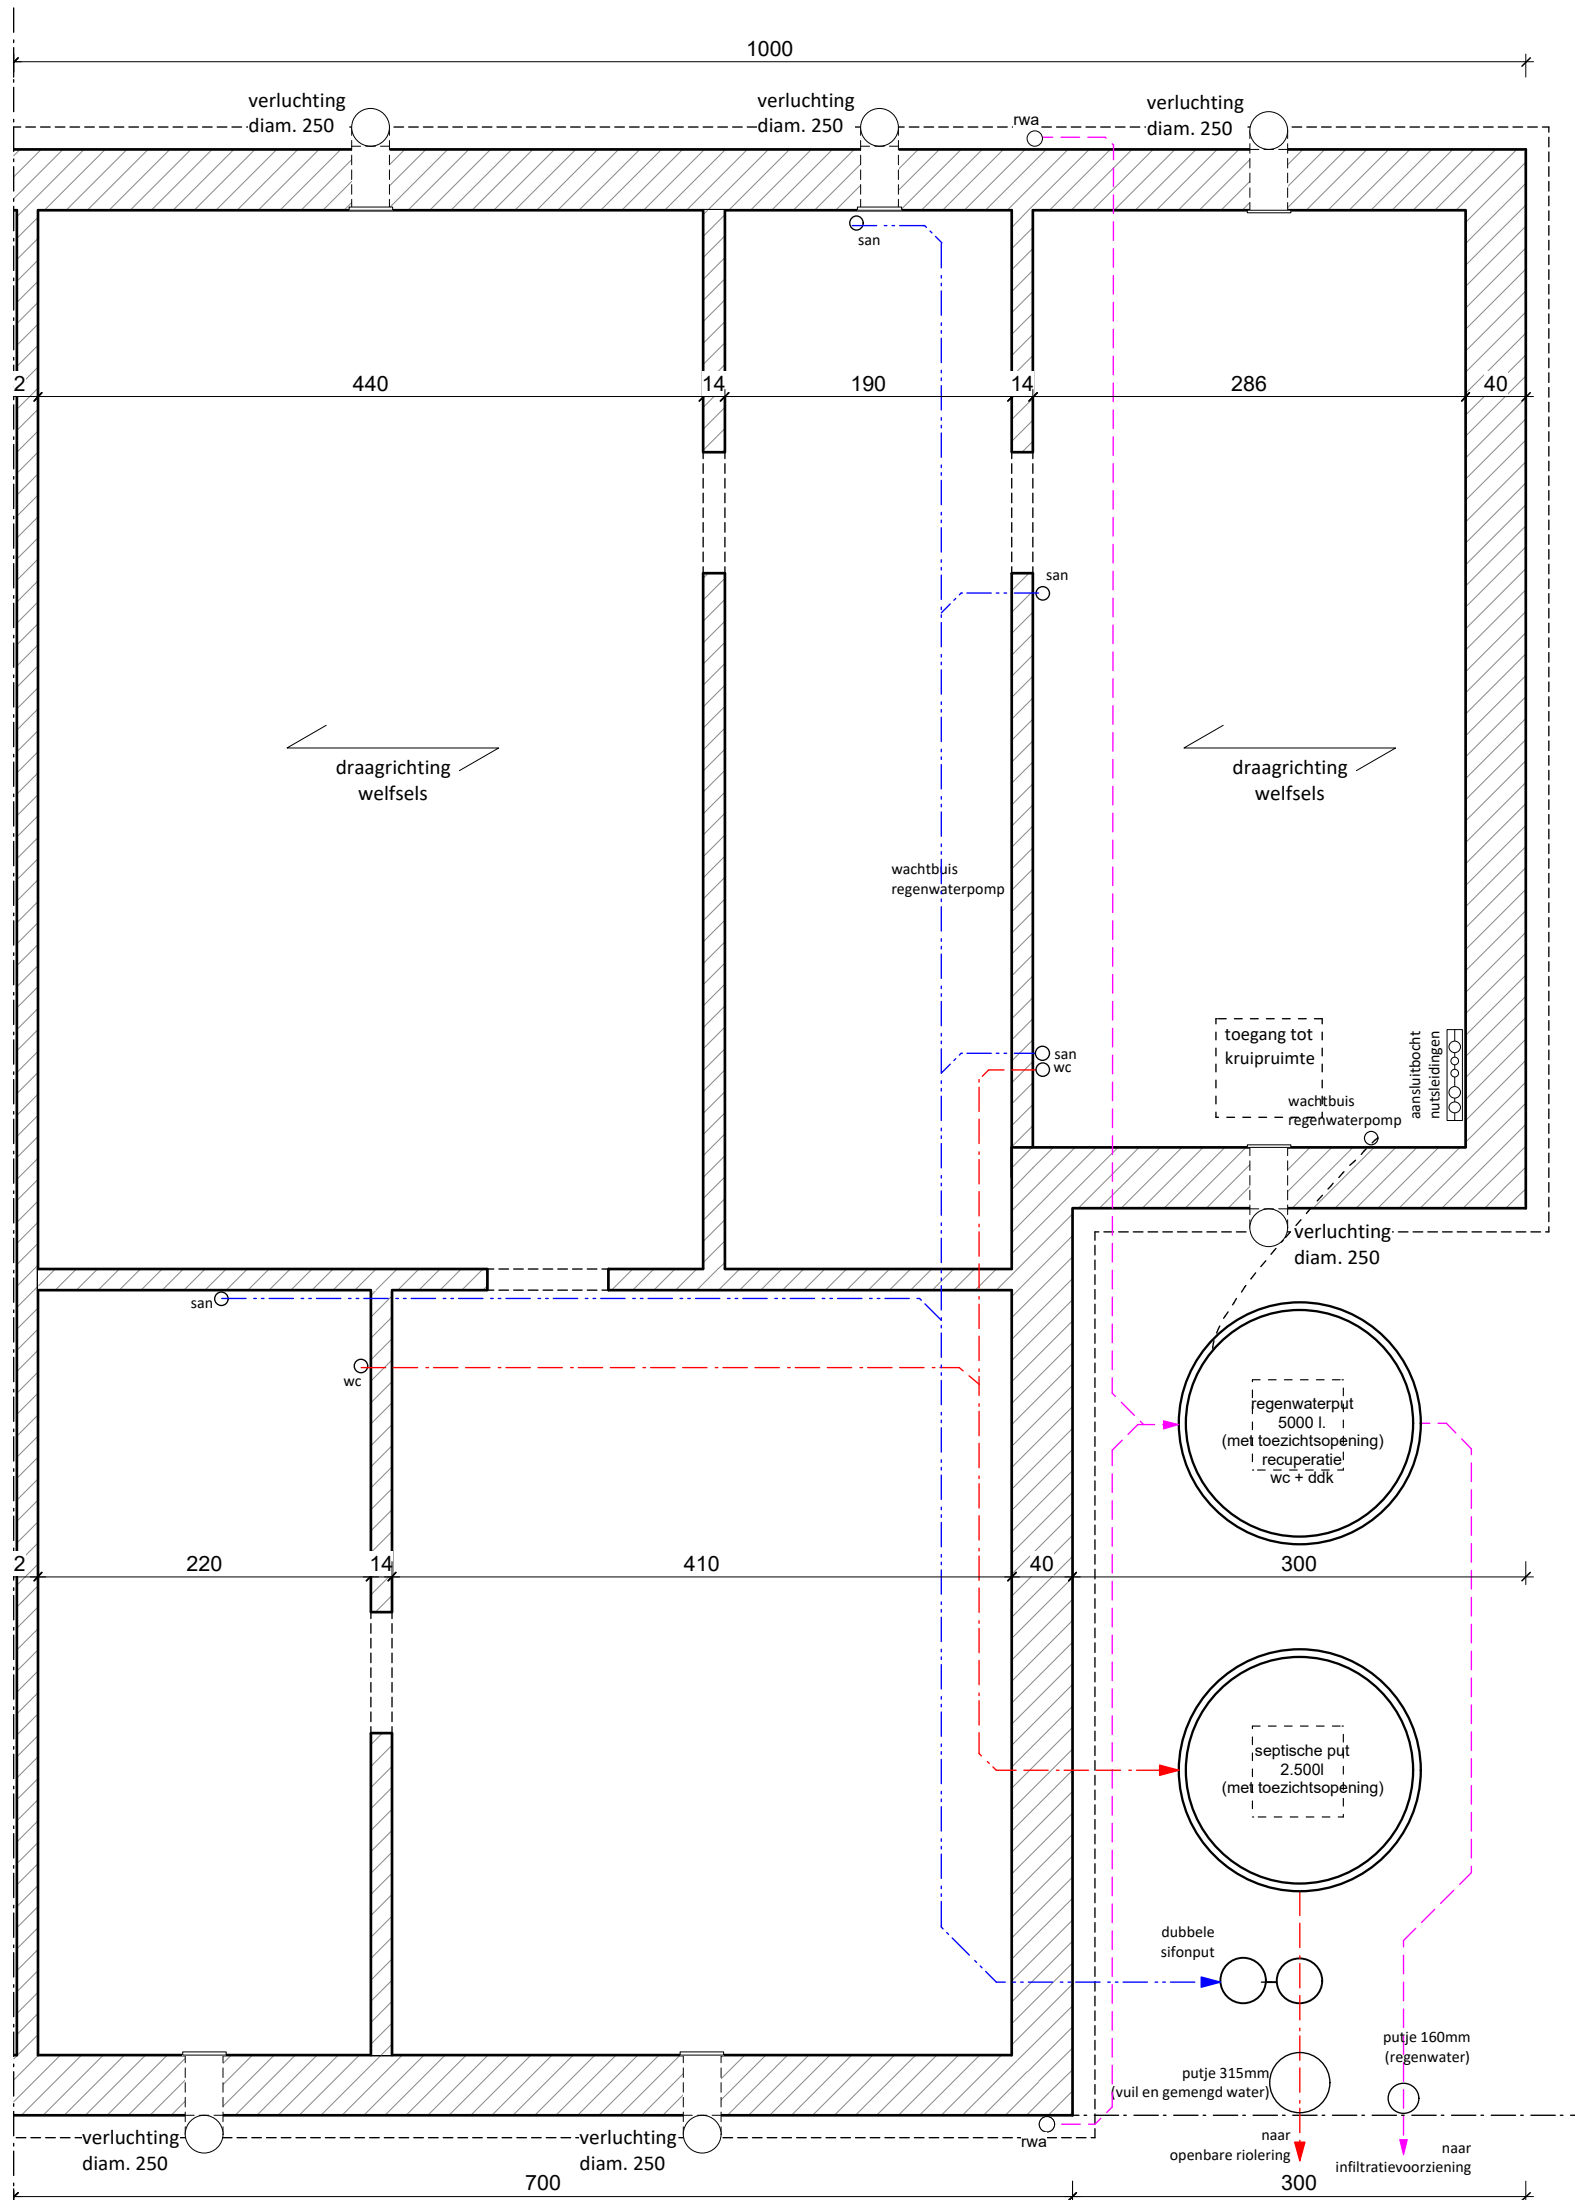 1000
verluchting
diam. 250
verluchting
diam. 250
rwa
verluchting
diam. 250
san
2
440
14
190
14
286
40
san
draagrichting
welfsels
draagrichting
welfsels
wachtbuis
regenwaterpomp
san
wc
toegang tot
kruipruimte
aansluitbocht
nutsleidingen
wachtbuis
regenwaterpomp
verluchting
diam. 250
san
wc
regenwaterput
5000 l.
(met toezichtsopening)
recuperatie
wc + ddk
2
220
14
410
40
300
septische put
2.500l
(met toezichtsopening)
dubbele
sifonput
putje 160mm
(regenwater)
putje 315mm
(vuil en gemengd water)
rwa
verluchting
diam. 250
verluchting
diam. 250
naar
openbare riolering
naar
infiltratievoorziening
700
300